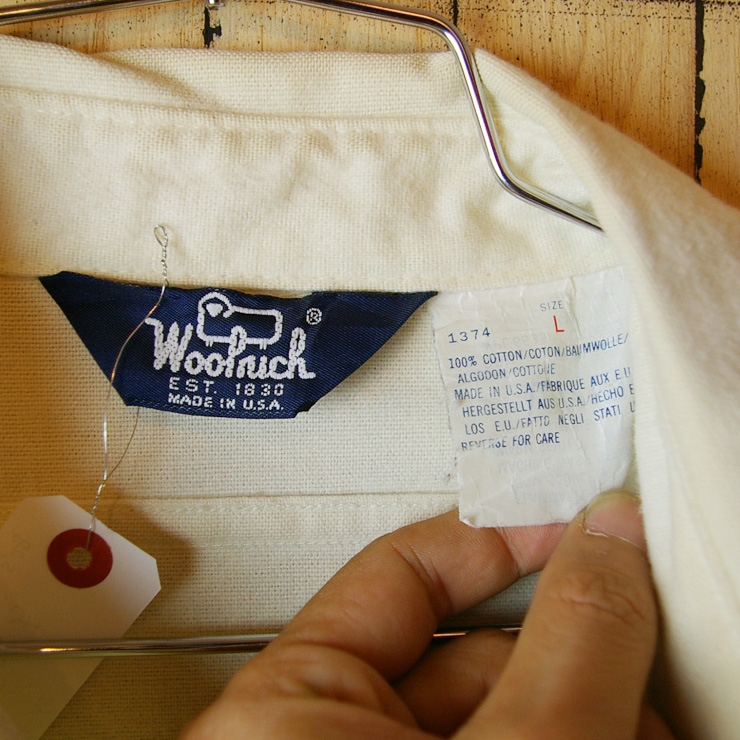 Woolrich ®
EST. 1830
MADE IN U.S.A.
SIZE
1374 L
100% COTTON/COTON/BAUMWOLLE/
ALGODON/COTTONE
MADE IN U.S.A./FABRIQUE AUX E.U.
HERGESTELLT AUS U.S.A./HECHO E
LOS E.U./FATTO NEGLI STATI U
REVERSE FOR CARE